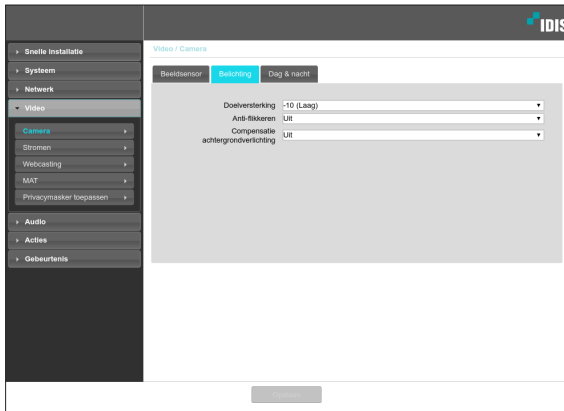 IDIS
Snelle Installatie
Systeem
Netwerk
Video
Camera
Stromen
Webcasting
MAT
Privacymasker toepassen
Audio
Acties
Gebeurtenis
Video / Camera
Beeldsensor Belichting Dag & nacht
Doelversterking -10 (Laag)
Anti-flikkeren Uit
Compensatie
achtergrondverlichting Uit